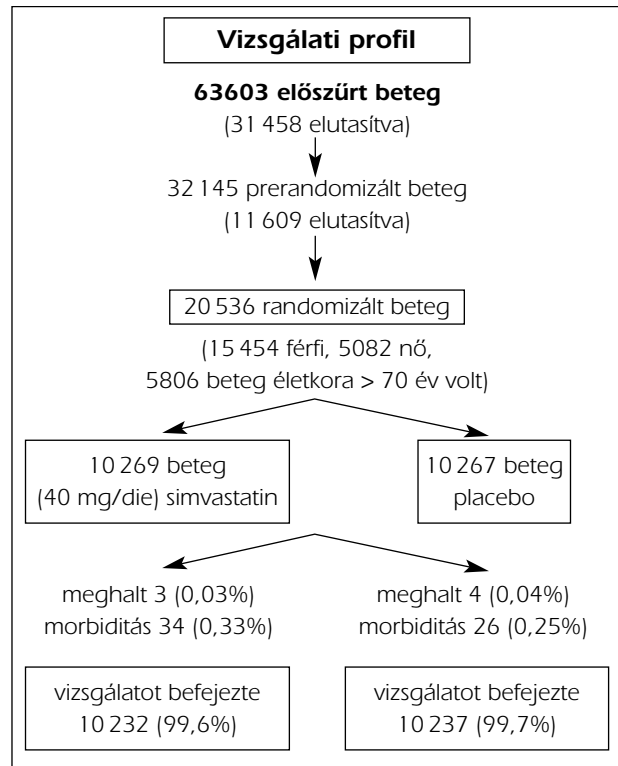 Vizsgálati profil
63603 előszűrt beteg
(31 458 elutasítva)
32 145 prerandomizált beteg
(11 609 elutasítva)
20 536 randomizált beteg
(15 454 férfi, 5082 nő,
5806 beteg életkora > 70 év volt)
10 269 beteg
(40 mg/die) simvastatin
10 267 beteg
placebo
meghalt 3 (0,03%)
morbiditás 34 (0,33%)
meghalt 4 (0,04%)
morbiditás 26 (0,25%)
vizsgálatot befejezte
10 232 (99,6%)
vizsgálatot befejezte
10 237 (99,7%)